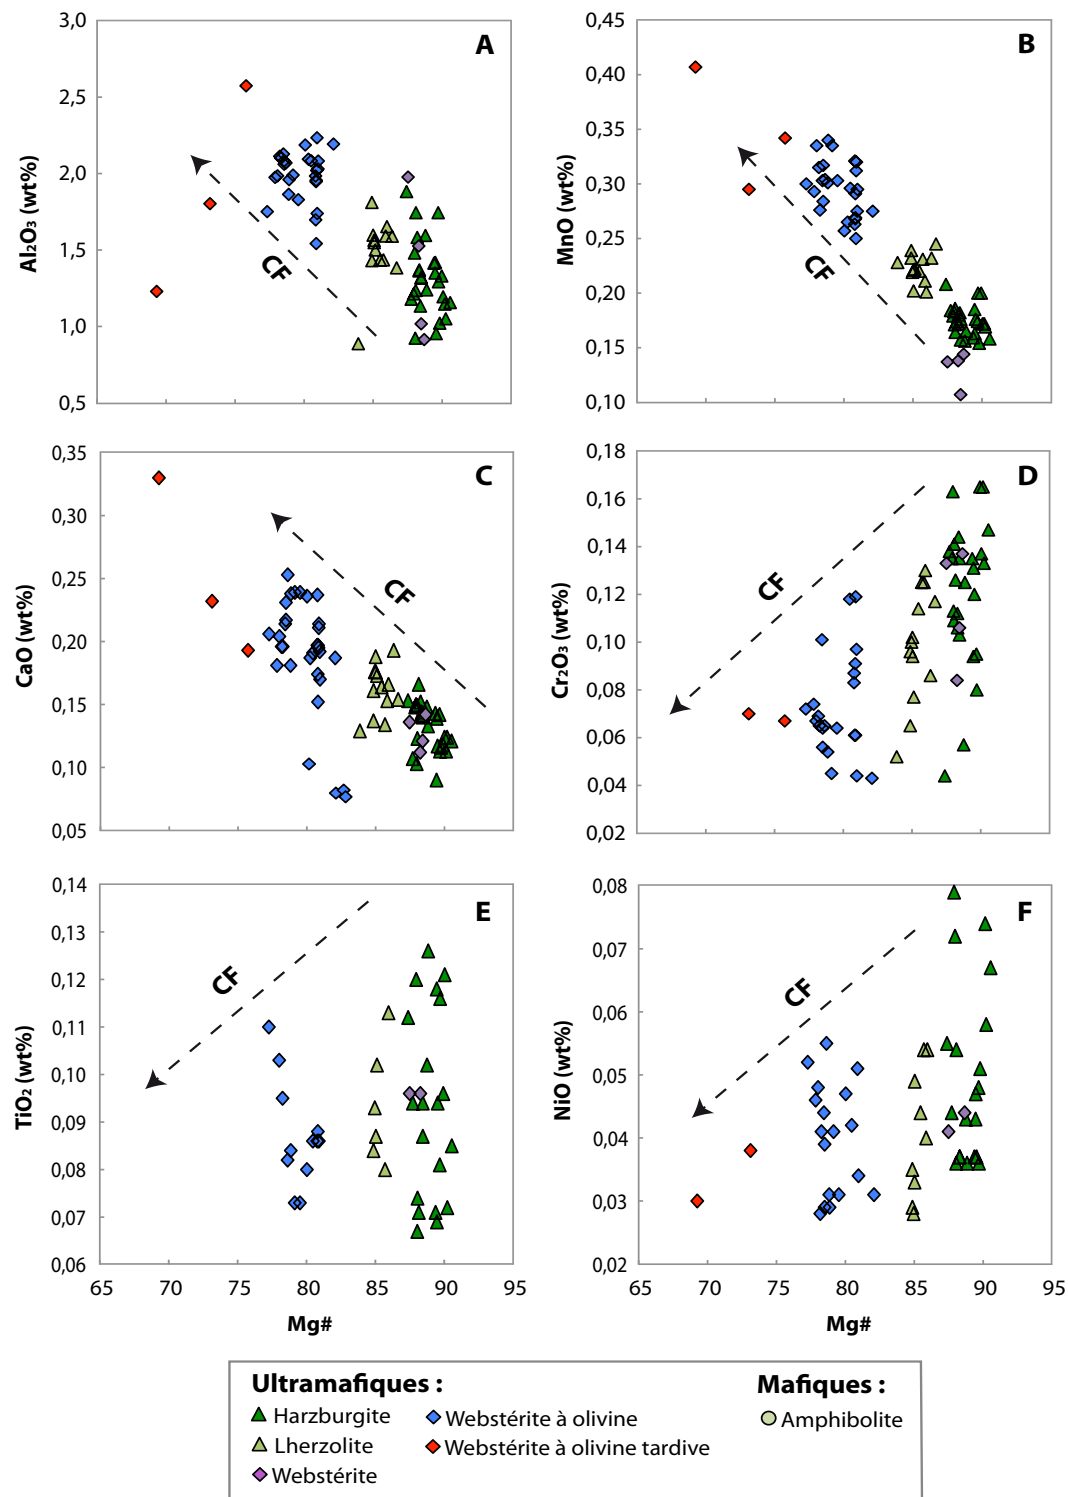 3,0
2,5
2,0
1,5
1,0
0,5
Al₂O₃ (wt%)
A
CF
0,45
0,40
0,35
0,30
0,25
0,20
0,15
0,10
MnO (wt%)
B
CF
0,35
0,30
0,25
0,20
0,15
0,10
0,05
CaO (wt%)
C
CF
0,18
0,16
0,14
0,12
0,10
0,08
0,06
0,04
0,02
Cr₂O₃ (wt%)
D
CF
0,14
0,13
0,12
0,11
0,10
0,09
0,08
0,07
0,06
TiO₂ (wt%)
E
CF
65 70 75 80 85 90 95
Mg#
0,08
0,07
0,06
0,05
0,04
0,03
0,02
NiO (wt%)
F
CF
65 70 75 80 85 90 95
Mg#
Ultramafiques :
Harzburgite
Lherzolite
Webstérite
Webstérite à olivine
Webstérite à olivine tardive
Mafiques :
Amphibolite